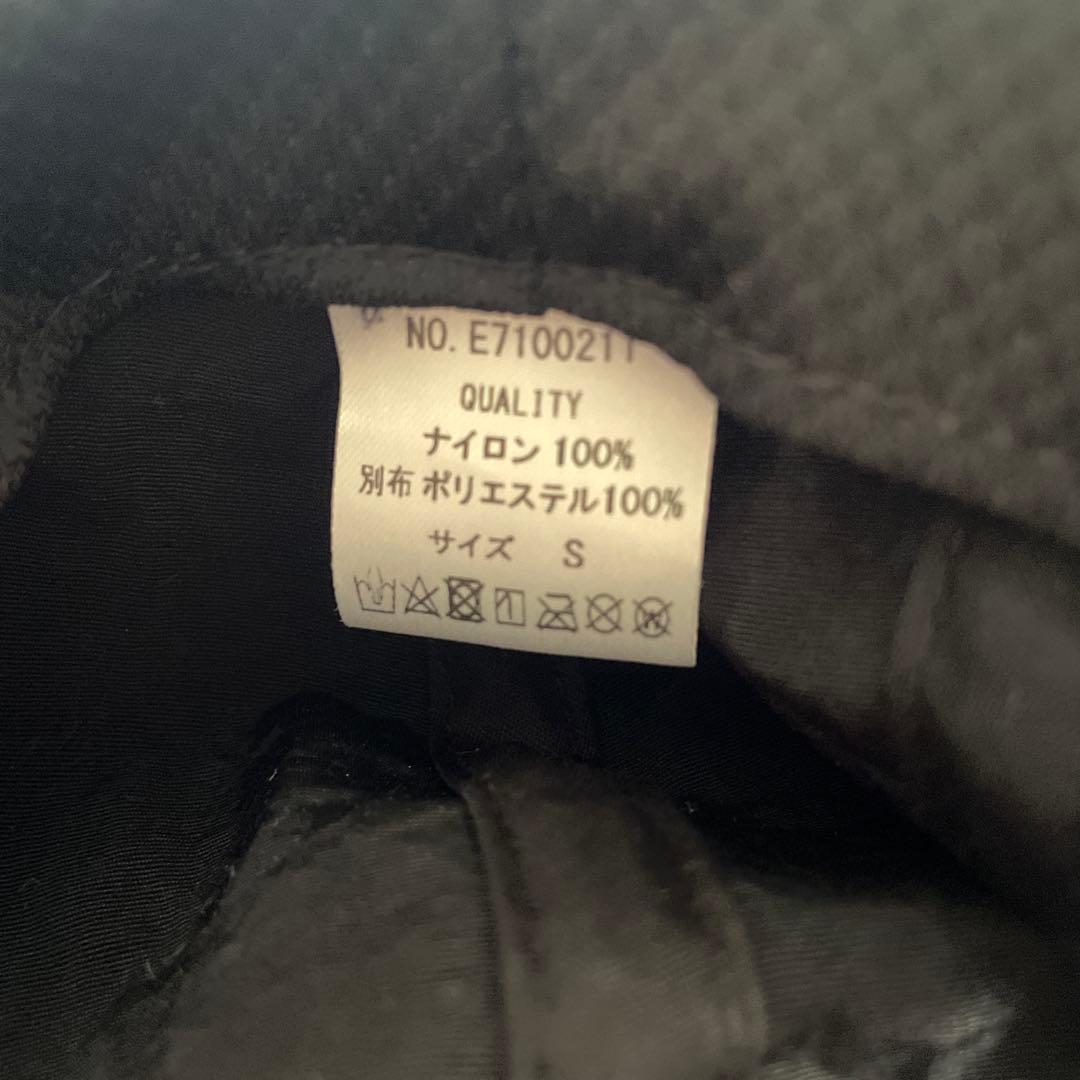 NO. E7100211
QUALITY
ナイロン 100%
別布 ポリエステル100%
サイズ S